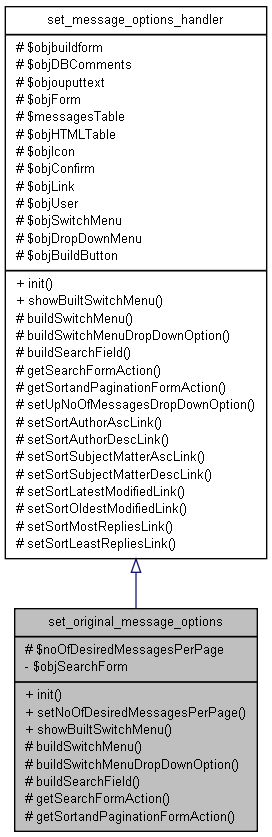 set_message_options_handler
# $objbuildform
# $objDBComments
# $objouputtext
# $objForm
# $messagesTable
# $objHTMLTable
# $objIcon
# $objConfirm
# $objLink
# $objUser
# $objSwitchMenu
# $objDropDownMenu
# $objBuildButton
+ init()
+ showBuiltSwitchMenu()
# buildSwitchMenu()
# buildSwitchMenuDropDownOption()
# buildSearchField()
# getSearchFormAction()
# getSortandPaginationFormAction()
# setUpNoOfMessagesDropDownOption()
# setSortAuthorAscLink()
# setSortAuthorDescLink()
# setSortSubjectMatterAscLink()
# setSortSubjectMatterDescLink()
# setSortLatestModifiedLink()
# setSortOldestModifiedLink()
# setSortMostRepliesLink()
# setSortLeastRepliesLink()
set_original_message_options
# $noOfDesiredMessagesPerPage
- $objSearchForm
+ init()
+ setNoOfDesiredMessagesPerPage()
+ showBuiltSwitchMenu()
# buildSwitchMenu()
# buildSwitchMenuDropDownOption()
# buildSearchField()
# getSearchFormAction()
# getSortandPaginationFormAction()